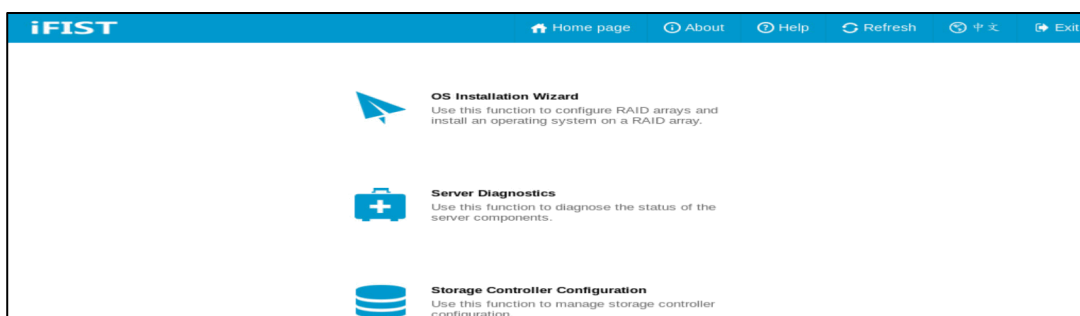 iFIST
Home page
About
Help
Refresh
中文
Exit
OS Installation Wizard
Use this function to configure RAID arrays and
install an operating system on a RAID array.
Server Diagnostics
Use this function to diagnose the status of the
server components.
Storage Controller Configuration
Use this function to manage storage controller
configuration.